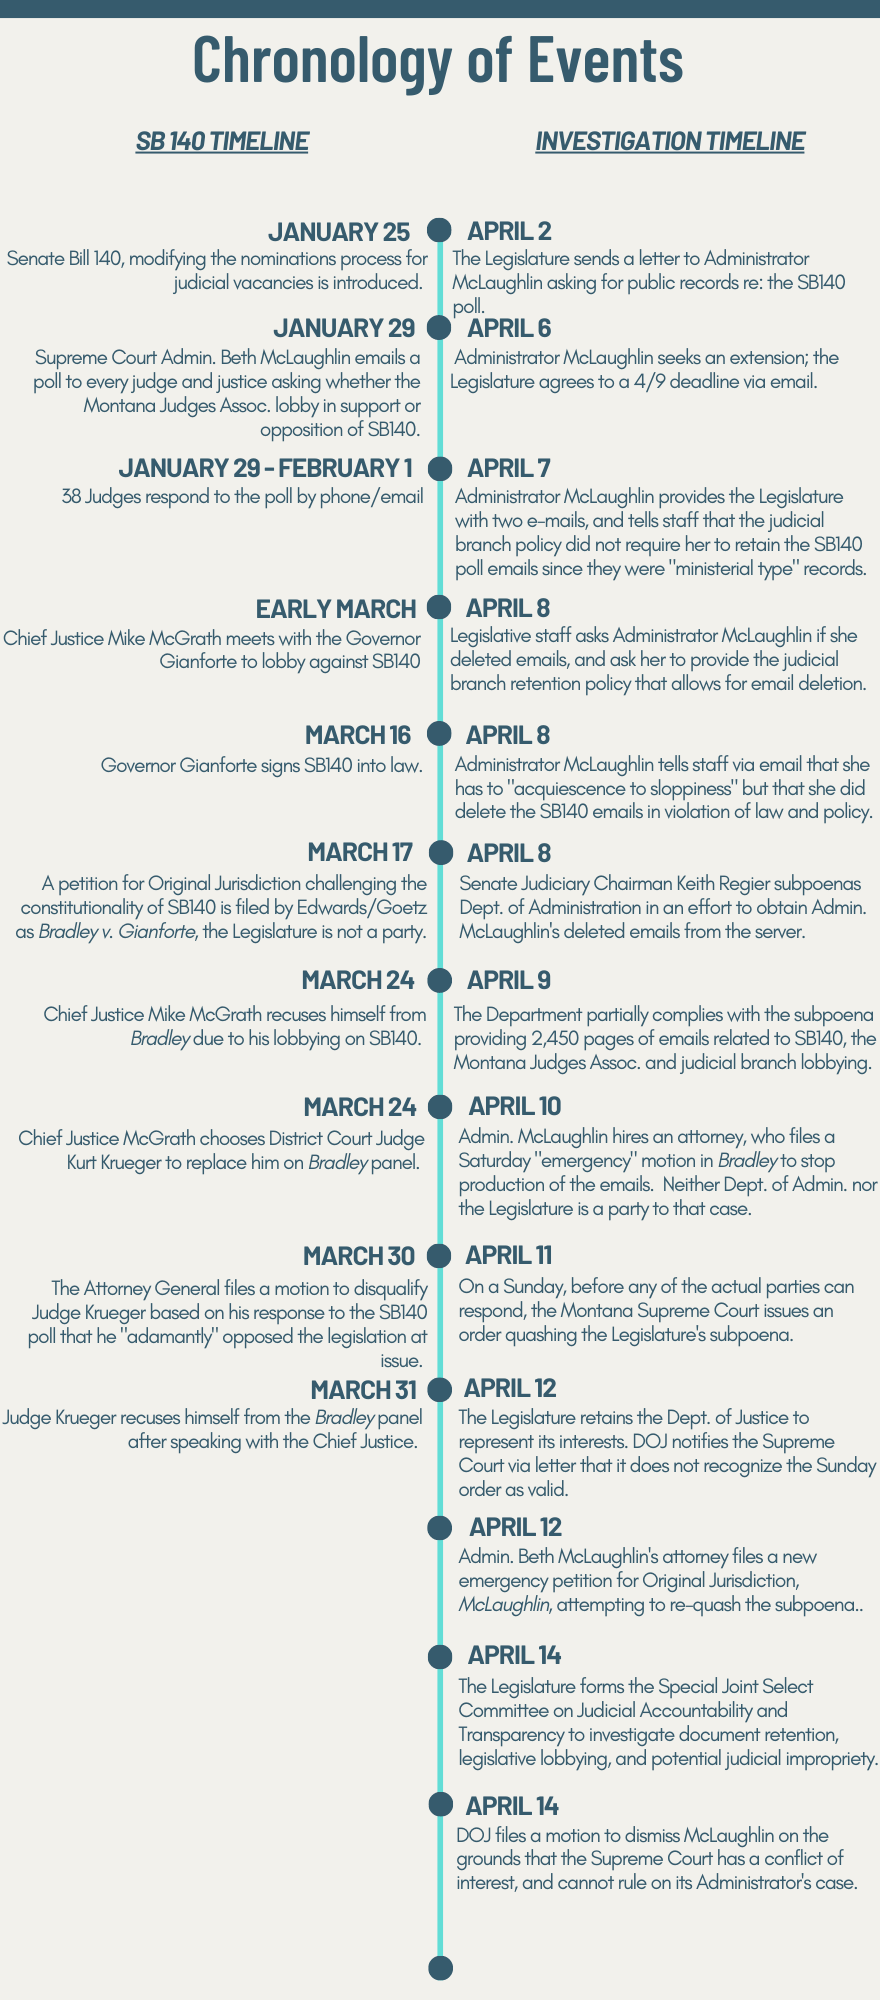 Chronology of Events
SB 140 TIMELINE
JANUARY 25
Senate Bill 140, modifying the nominations process for
judicial vacancies is introduced.
JANUARY 29
Supreme Court Admin. Beth McLaughlin emails a
poll to every judge and justice asking whether the
Montana Judges Assoc. lobby in support or
opposition of SB140.
JANUARY 29 - FEBRUARY 1
38 Judges respond to the poll by phone/email
EARLY MARCH
Chief Justice Mike McGrath meets with the Governor
Gianforte to lobby against SB140
MARCH 16
Governor Gianforte signs SB140 into law.
MARCH 17
A petition for Original Jurisdiction challenging the
constitutionality of SB140 is filed by Edwards/Goetz
as Bradley v. Gianforte, the Legislature is not a party.
MARCH 24
Chief Justice Mike McGrath recuses himself from
Bradley due to his lobbying on SB140.
MARCH 24
Chief Justice McGrath chooses District Court Judge
Kurt Krueger to replace him on Bradley panel.
MARCH 30
The Attorney General files a motion to disqualify
Judge Krueger based on his response to the SB140
poll that he "adamantly" opposed the legislation at
issue.
MARCH 31
Judge Krueger recuses himself from the Bradley panel
after speaking with the Chief Justice.
INVESTIGATION TIMELINE
APRIL 2
The Legislature sends a letter to Administrator
McLaughlin asking for public records re: the SB140
poll.
APRIL 6
Administrator McLaughlin seeks an extension; the
Legislature agrees to a 4/9 deadline via email.
APRIL 7
Administrator McLaughlin provides the Legislature
with two e-mails, and tells staff that the judicial
branch policy did not require her to retain the SB140
poll emails since they were "ministerial type" records.
APRIL 8
Legislative staff asks Administrator McLaughlin if she
deleted emails, and ask her to provide the judicial
branch retention policy that allows for email deletion.
APRIL 8
Administrator McLaughlin tells staff via email that she
has to "acquiescence to sloppiness" but that she did
delete the SB140 emails in violation of law and policy.
APRIL 8
Senate Judiciary Chairman Keith Regier subpoenas
Dept. of Administration in an effort to obtain Admin.
McLaughlin's deleted emails from the server.
APRIL 9
The Department partially complies with the subpoena
providing 2,450 pages of emails related to SB140, the
Montana Judges Assoc. and judicial branch lobbying.
APRIL 10
Admin. McLaughlin hires an attorney, who files a
Saturday "emergency" motion in Bradley to stop
production of the emails. Neither Dept. of Admin. nor
the Legislature is a party to that case.
APRIL 11
On a Sunday, before any of the actual parties can
respond, the Montana Supreme Court issues an
order quashing the Legislature's subpoena.
APRIL 12
The Legislature retains the Dept. of Justice to
represent its interests. DOJ notifies the Supreme
Court via letter that it does not recognize the Sunday
order as valid.
APRIL 12
Admin. Beth McLaughlin's attorney files a new
emergency petition for Original Jurisdiction,
McLaughlin, attempting to re-quash the subpoena..
APRIL 14
The Legislature forms the Special Joint Select
Committee on Judicial Accountability and
Transparency to investigate document retention,
legislative lobbying, and potential judicial impropriety.
APRIL 14
DOJ files a motion to dismiss McLaughlin on the
grounds that the Supreme Court has a conflict of
interest, and cannot rule on its Administrator's case.